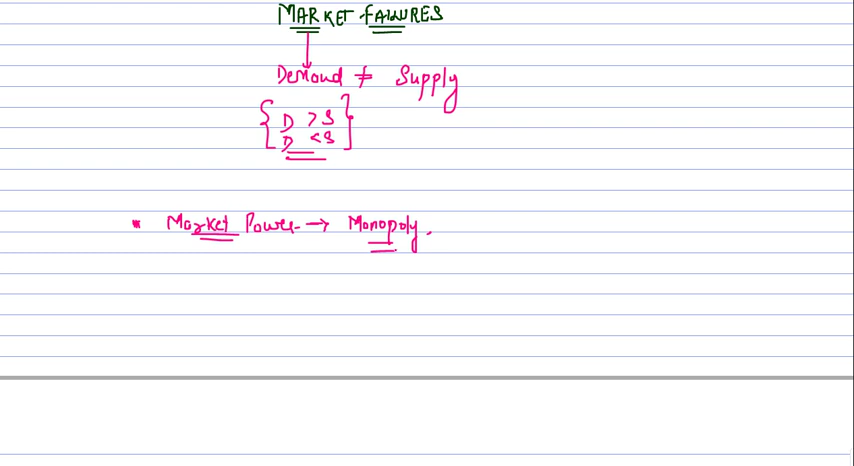 MARKET FAILURES
Demand ≠ Supply
D > S
D < S
* Market Power → Monopoly.